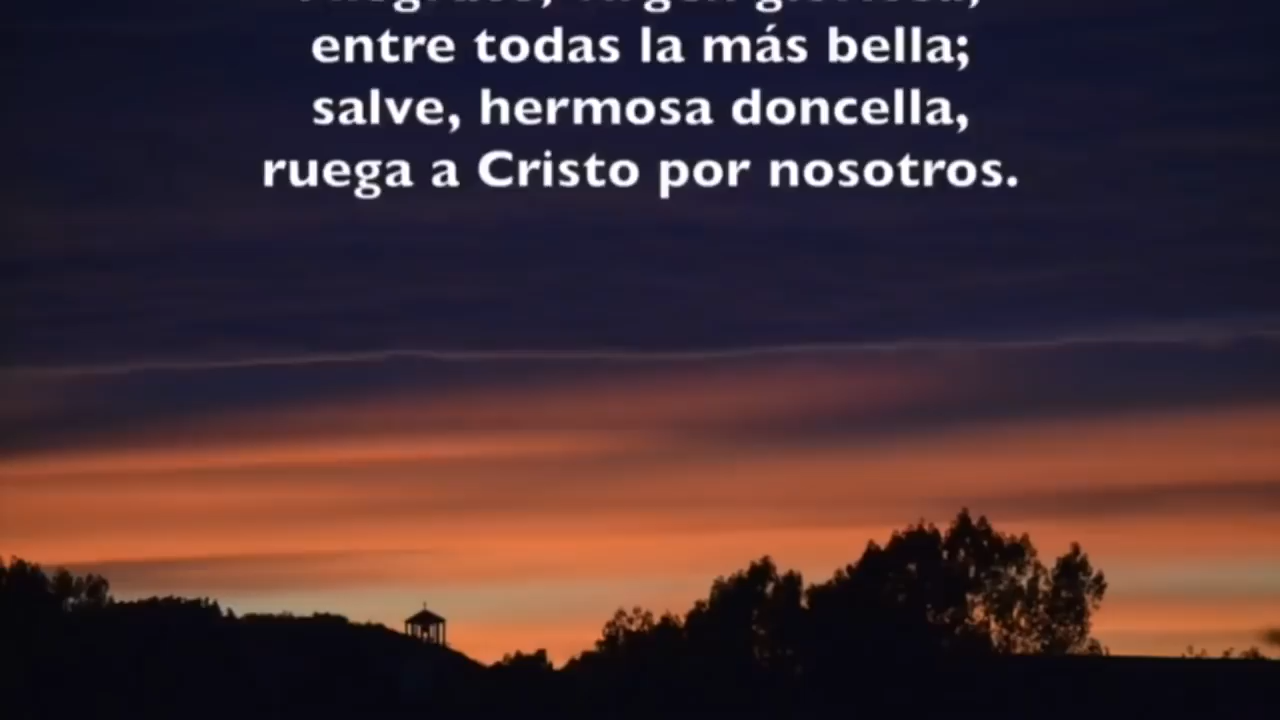 entre todas la más bella;
salve, hermosa doncella,
ruega a Cristo por nosotros.